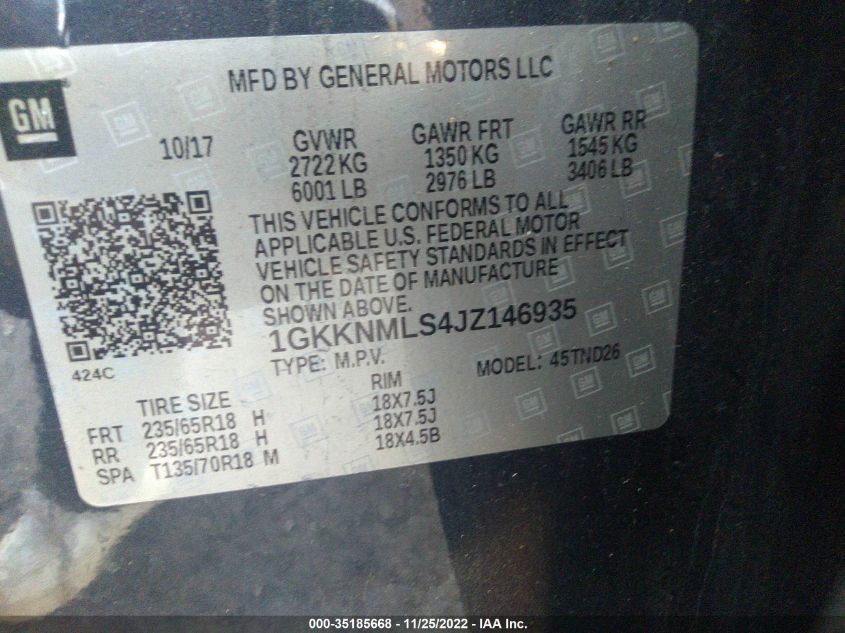 MFD BY GENERAL MOTORS LLC
GM
10/17
GVWR GAWR FRT GAWR RR
2722 KG 1350 KG 1545 KG
6001 LB 2976 LB 3406 LB
THIS VEHICLE CONFORMS TO ALL
APPLICABLE U.S. FEDERAL MOTOR
VEHICLE SAFETY STANDARDS IN EFFECT
ON THE DATE OF MANUFACTURE
SHOWN ABOVE.
1GKKNMLS4JZ146935
424C
TYPE: M.P.V. MODEL: 45TND26
TIRE SIZE RIM
FRT 235/65R18 H 18X7.5J
RR 235/65R18 H 18X7.5J
SPA T135/70R18 M 18X4.5B
000-35185668 - 11/25/2022 - IAA Inc.